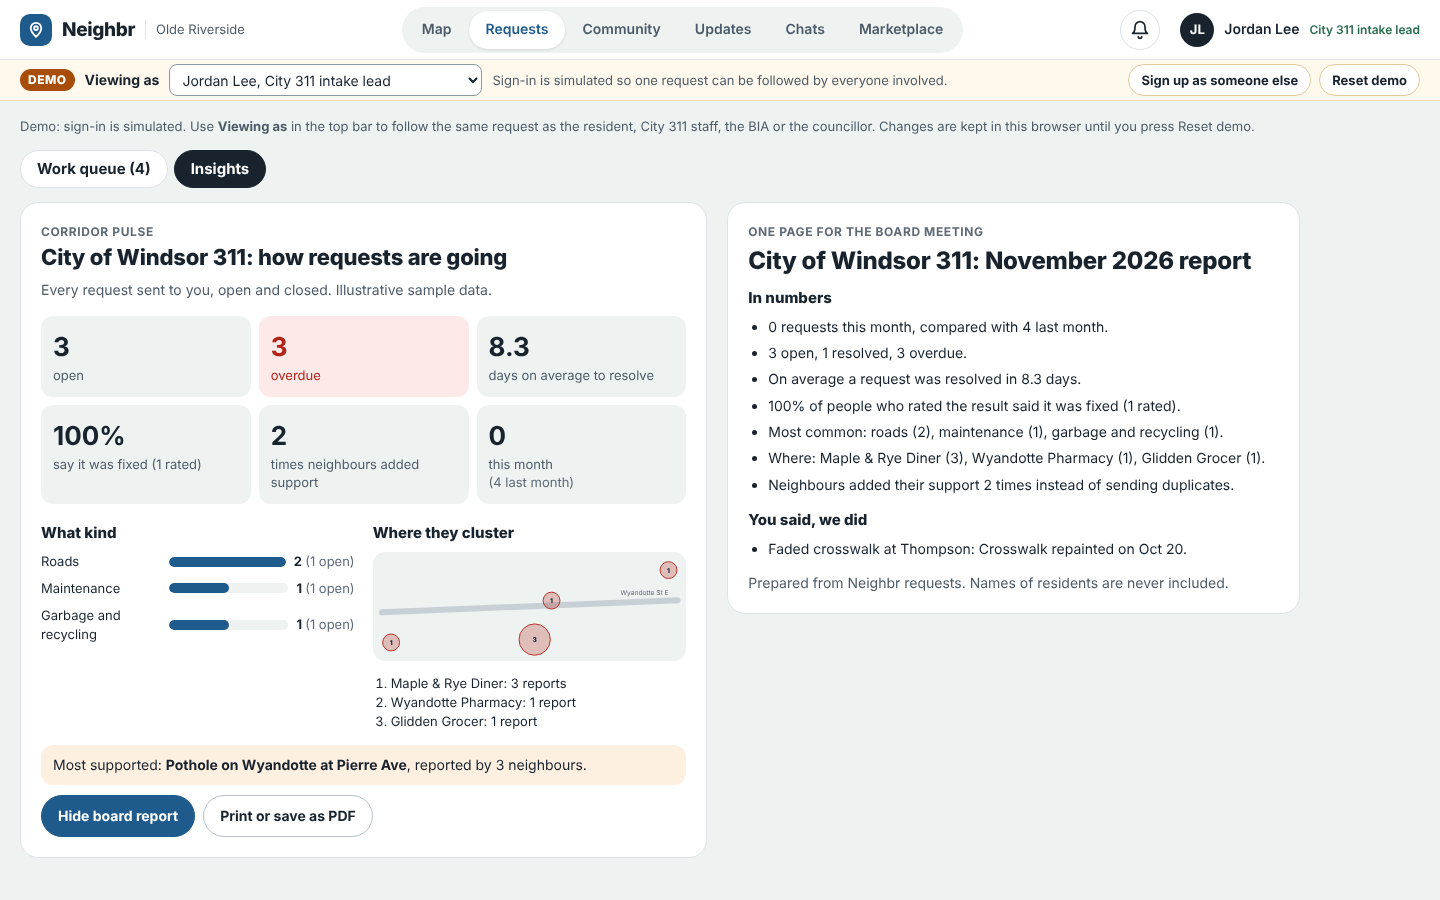 Neighbr
Olde Riverside
Map
Requests
Community
Updates
Chats
Marketplace
JL
Jordan Lee
City 311 intake lead
DEMO
Viewing as
Jordan Lee, City 311 intake lead
Sign-in is simulated so one request can be followed by everyone involved.
Sign up as someone else
Reset demo
Demo: sign-in is simulated. Use Viewing as in the top bar to follow the same request as the resident, City 311 staff, the BIA or the councillor. Changes are kept in this browser until you press Reset demo.
Work queue (4)
Insights
CORRIDOR PULSE
City of Windsor 311: how requests are going
Every request sent to you, open and closed. Illustrative sample data.
3
open
3
overdue
8.3
days on average to resolve
100%
say it was fixed (1 rated)
2
times neighbours added
support
0
this month
(4 last month)
What kind
Roads
2 (1 open)
Maintenance
1 (1 open)
Garbage and
recycling
1 (1 open)
Where they cluster
1
Wyandotte St E
1
3
1
1. Maple & Rye Diner: 3 reports
2. Wyandotte Pharmacy: 1 report
3. Glidden Grocer: 1 report
Most supported: Pothole on Wyandotte at Pierre Ave, reported by 3 neighbours.
Hide board report
Print or save as PDF
ONE PAGE FOR THE BOARD MEETING
City of Windsor 311: November 2026 report
In numbers
• 0 requests this month, compared with 4 last month.
• 3 open, 1 resolved, 3 overdue.
• On average a request was resolved in 8.3 days.
• 100% of people who rated the result said it was fixed (1 rated).
• Most common: roads (2), maintenance (1), garbage and recycling (1).
• Where: Maple & Rye Diner (3), Wyandotte Pharmacy (1), Glidden Grocer (1).
• Neighbours added their support 2 times instead of sending duplicates.
You said, we did
• Faded crosswalk at Thompson: Crosswalk repainted on Oct 20.
Prepared from Neighbr requests. Names of residents are never included.